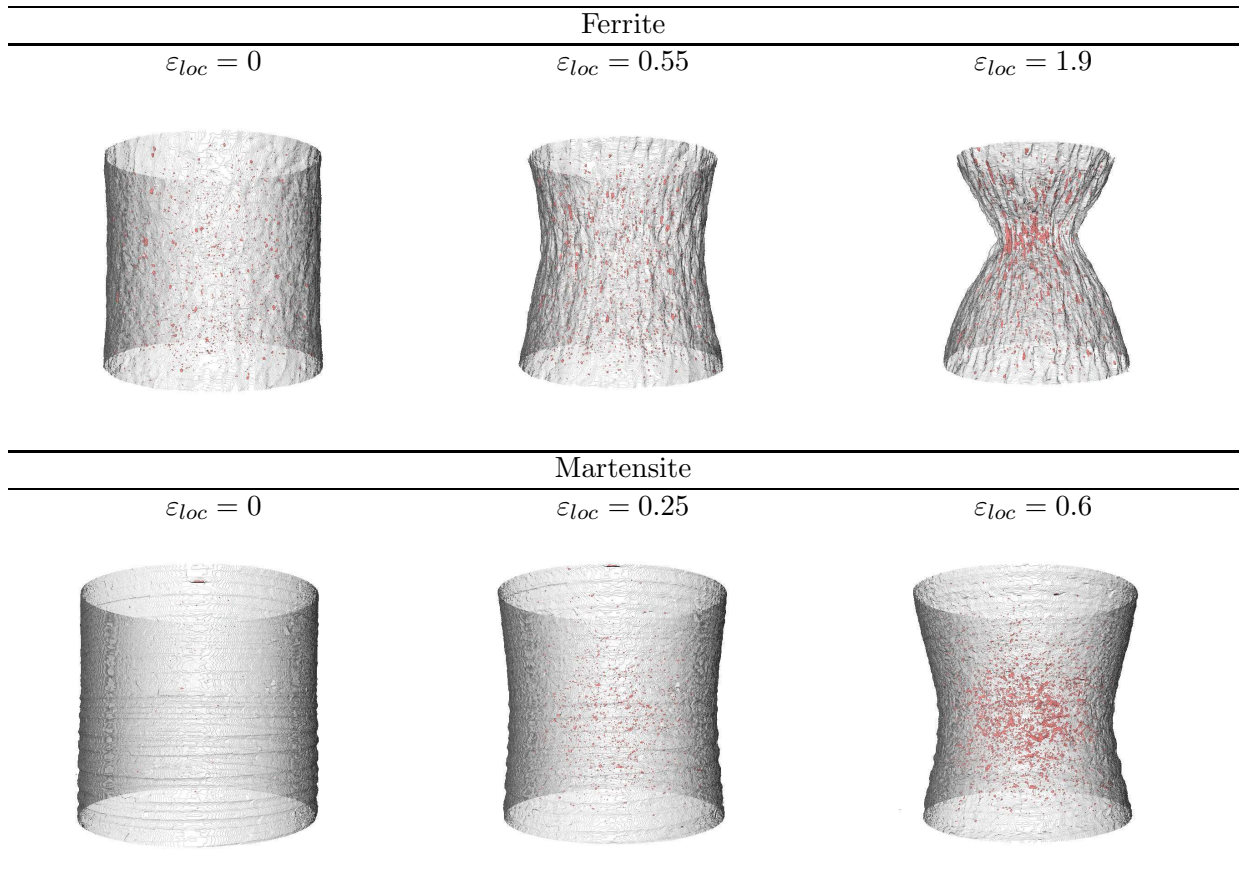 Ferrite
εloc = 0 εloc = 0.55 εloc = 1.9
Martensite
εloc = 0 εloc = 0.25 εloc = 0.6